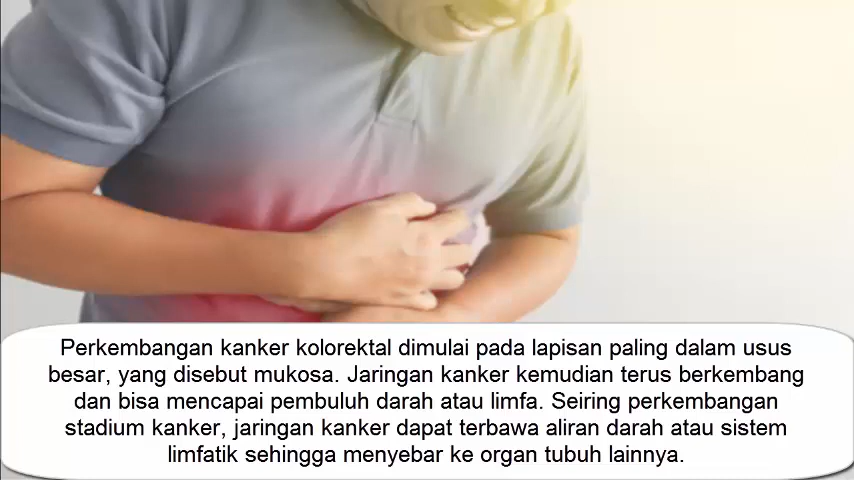 Perkembangan kanker kolorektal dimulai pada lapisan paling dalam usus
besar, yang disebut mukosa. Jaringan kanker kemudian terus berkembang
dan bisa mencapai pembuluh darah atau limfa. Seiring perkembangan
stadium kanker, jaringan kanker dapat terbawa aliran darah atau sistem
limfatik sehingga menyebar ke organ tubuh lainnya.